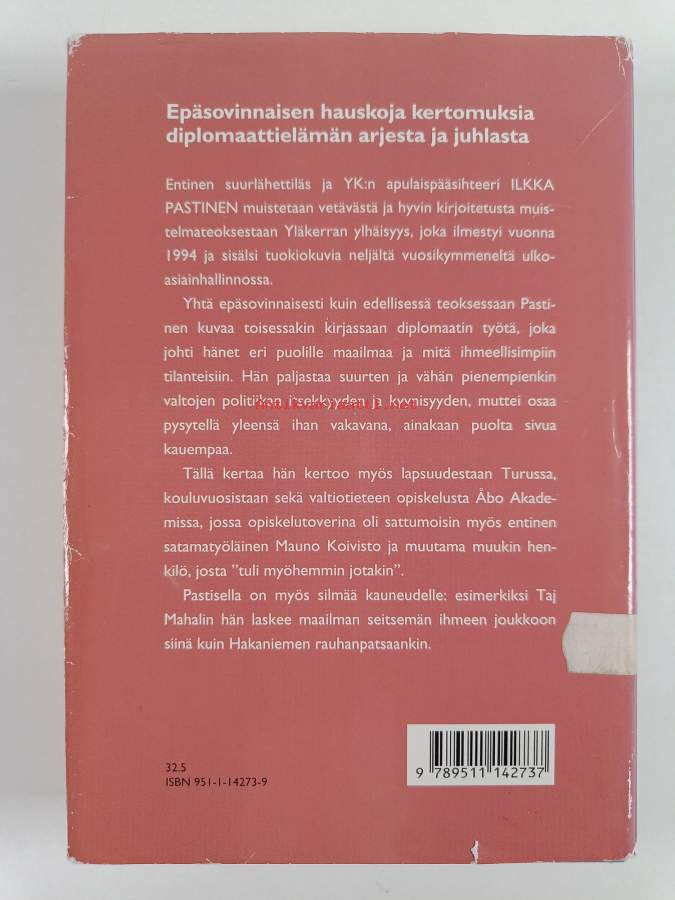 Epäsovinnaisen hauskoja kertomuksia
diplomaattielämän arjesta ja juhlasta
Entinen suurlähettiläs ja YK:n apulaispääsihteeri ILKKA
PASTINEN muistetaan vetävästä ja hyvin kirjoitetusta muis-
telmateoksestaan Yläkerran ylhäisyys, joka ilmestyi vuonna
1994 ja sisälsi tuokiokuvia neljältä vuosikymmeneltä ulko-
asiainhallinnossa.
Yhtä epäsovinnaisesti kuin edellisessä teoksessaan Pasti-
nen kuvaa toisessakin kirjassaan diplomaatin työtä, joka
johti hänet eri puolille maailmaa ja mitä ihmeellisimpiin
tilanteisiin. Hän paljastaa suurten ja vähän pienempienkin
valtojen politiikan itsekkyyden ja kyynisyyden, muttei osaa
pysytellä yleensä ihan vakavana, ainakaan puolta sivua
kauempaa.
Tällä kertaa hän kertoo myös lapsuudestaan Turussa,
kouluvuosistaan sekä valtiotieteen opiskelusta Åbo Akade-
missa, jossa opiskelutoverina oli sattumoisin myös entinen
satamatyöläinen Mauno Koivisto ja muutama muukin hen-
kilö, josta ”tuli myöhemmin jotakin”.
Pastisella on myös silmää kauneudelle: esimerkiksi Taj
Mahalin hän laskee maailman seitsemän ihmeen joukkoon
siinä kuin Hakaniemen rauhanpatsaankin.
32.5
ISBN 951-1-14273-9
9 789511 142737